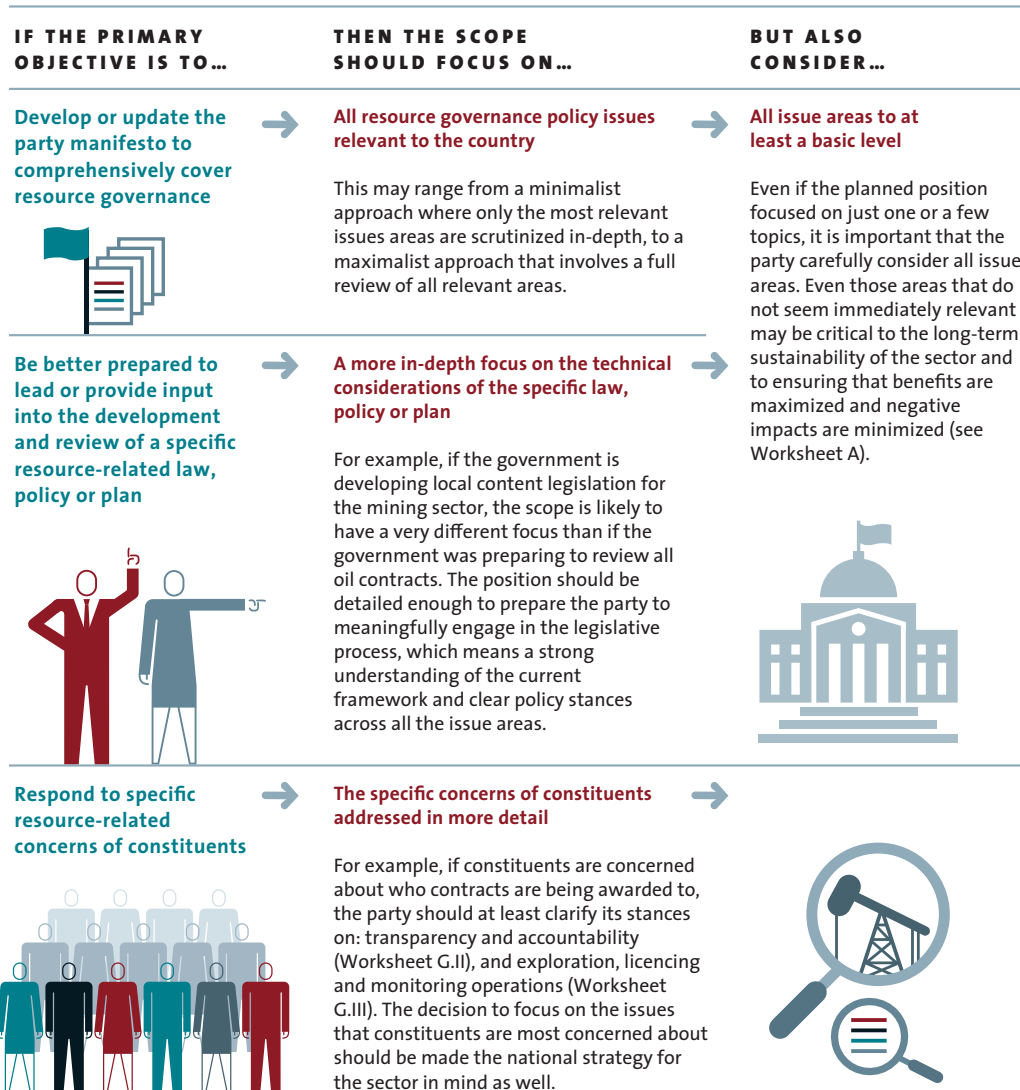 IF THE PRIMARY
OBJECTIVE IS TO…
THEN THE SCOPE
SHOULD FOCUS ON…
BUT ALSO
CONSIDER…
Develop or update the
party manifesto to
comprehensively cover
resource governance
All resource governance policy issues
relevant to the country
This may range from a minimalist
approach where only the most relevant
issues areas are scrutinized in-depth, to a
maximalist approach that involves a full
review of all relevant areas.
All issue areas to at
least a basic level
Even if the planned position
focused on just one or a few
topics, it is important that the
party carefully consider all issue
areas. Even those areas that do
not seem immediately relevant
may be critical to the long-term
sustainability of the sector and
to ensuring that benefits are
maximized and negative
impacts are minimized (see
Worksheet A).
Be better prepared to
lead or provide input
into the development
and review of a specific
resource-related law,
policy or plan
A more in-depth focus on the technical
considerations of the specific law,
policy or plan
For example, if the government is
developing local content legislation for
the mining sector, the scope is likely to
have a very different focus than if the
government was preparing to review all
oil contracts. The position should be
detailed enough to prepare the party to
meaningfully engage in the legislative
process, which means a strong
understanding of the current
framework and clear policy stances
across all the issue areas.
Respond to specific
resource-related
concerns of constituents
The specific concerns of constituents
addressed in more detail
For example, if constituents are concerned
about who contracts are being awarded to,
the party should at least clarify its stances
on: transparency and accountability
(Worksheet G.II), and exploration, licencing
and monitoring operations (Worksheet
G.III). The decision to focus on the issues
that constituents are most concerned about
should be made the national strategy for
the sector in mind as well.